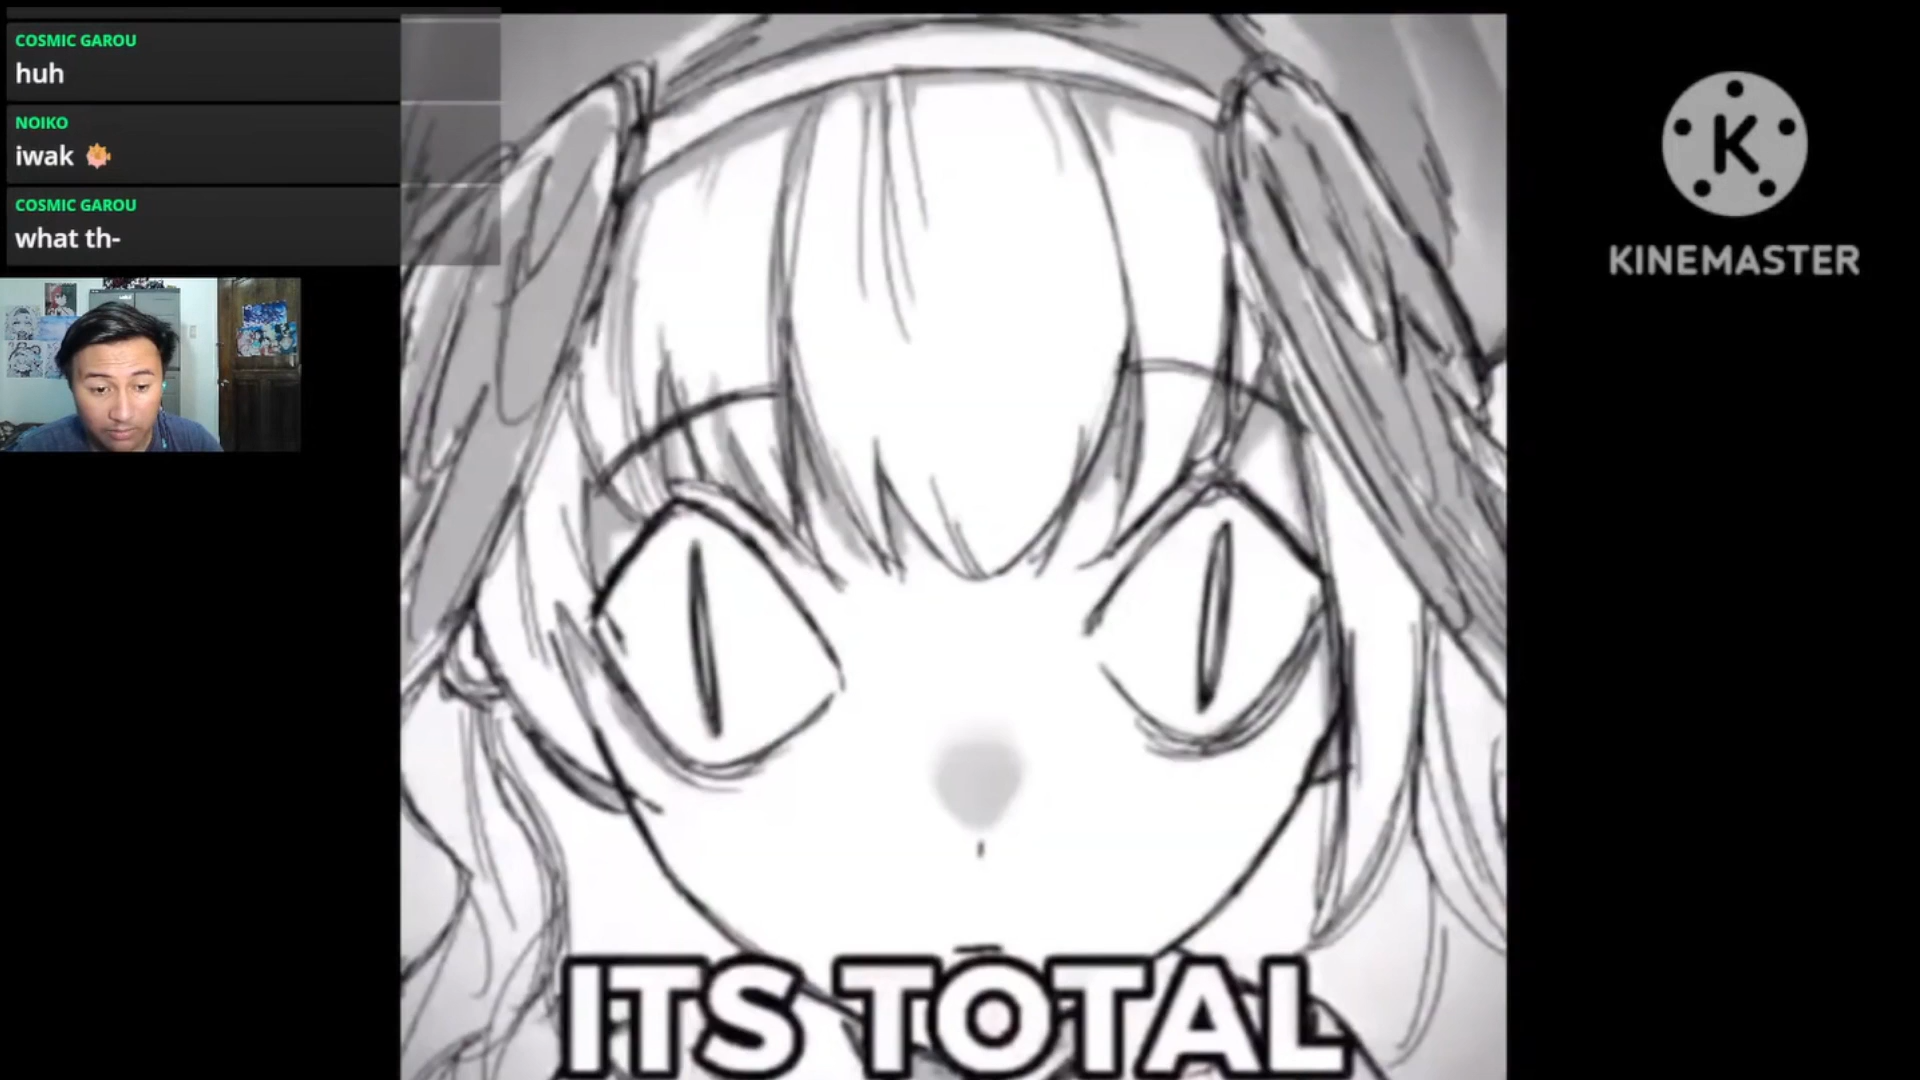 COSMIC GAROU
huh
NOIKO
iwak 🐡
COSMIC GAROU
what th-
K
KINEMASTER
ITS TOTAL